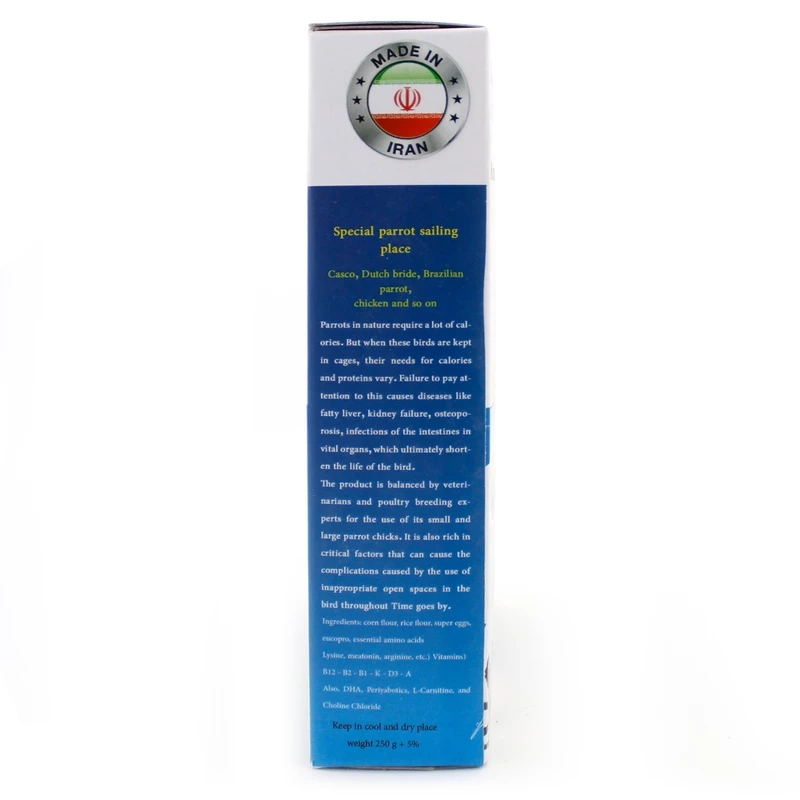 MADE IN
IRAN
Special parrot sailing
place
Casco, Dutch bride, Brazilian
parrot,
chicken and so on
Parrots in nature require a lot of cal-
ories. But when these birds are kept
in cages, their needs for calories
and proteins vary. Failure to pay at-
tention to this causes diseases like
fatty liver, kidney failure, osteopo-
rosis, infections of the intestines in
vital organs, which ultimately short-
en the life of the bird.
The product is balanced by veteri-
narians and poultry breeding ex-
perts for the use of its small and
large parrot chicks. It is also rich in
critical factors that can cause the
complications caused by the use of
inappropriate open spaces in the
bird throughout Time goes by.
Ingredients: corn flour, rice flour, super eggs,
eucopro, essential amino acids
Lysine, meatonin, arginine, etc.) Vitamins)
B12 - B2 - B1 - K - D3 - A
Also, DHA, Periyabotics, L-Carnitine, and
Choline Chloride
Keep in cool and dry place
weight 250 g + 5%